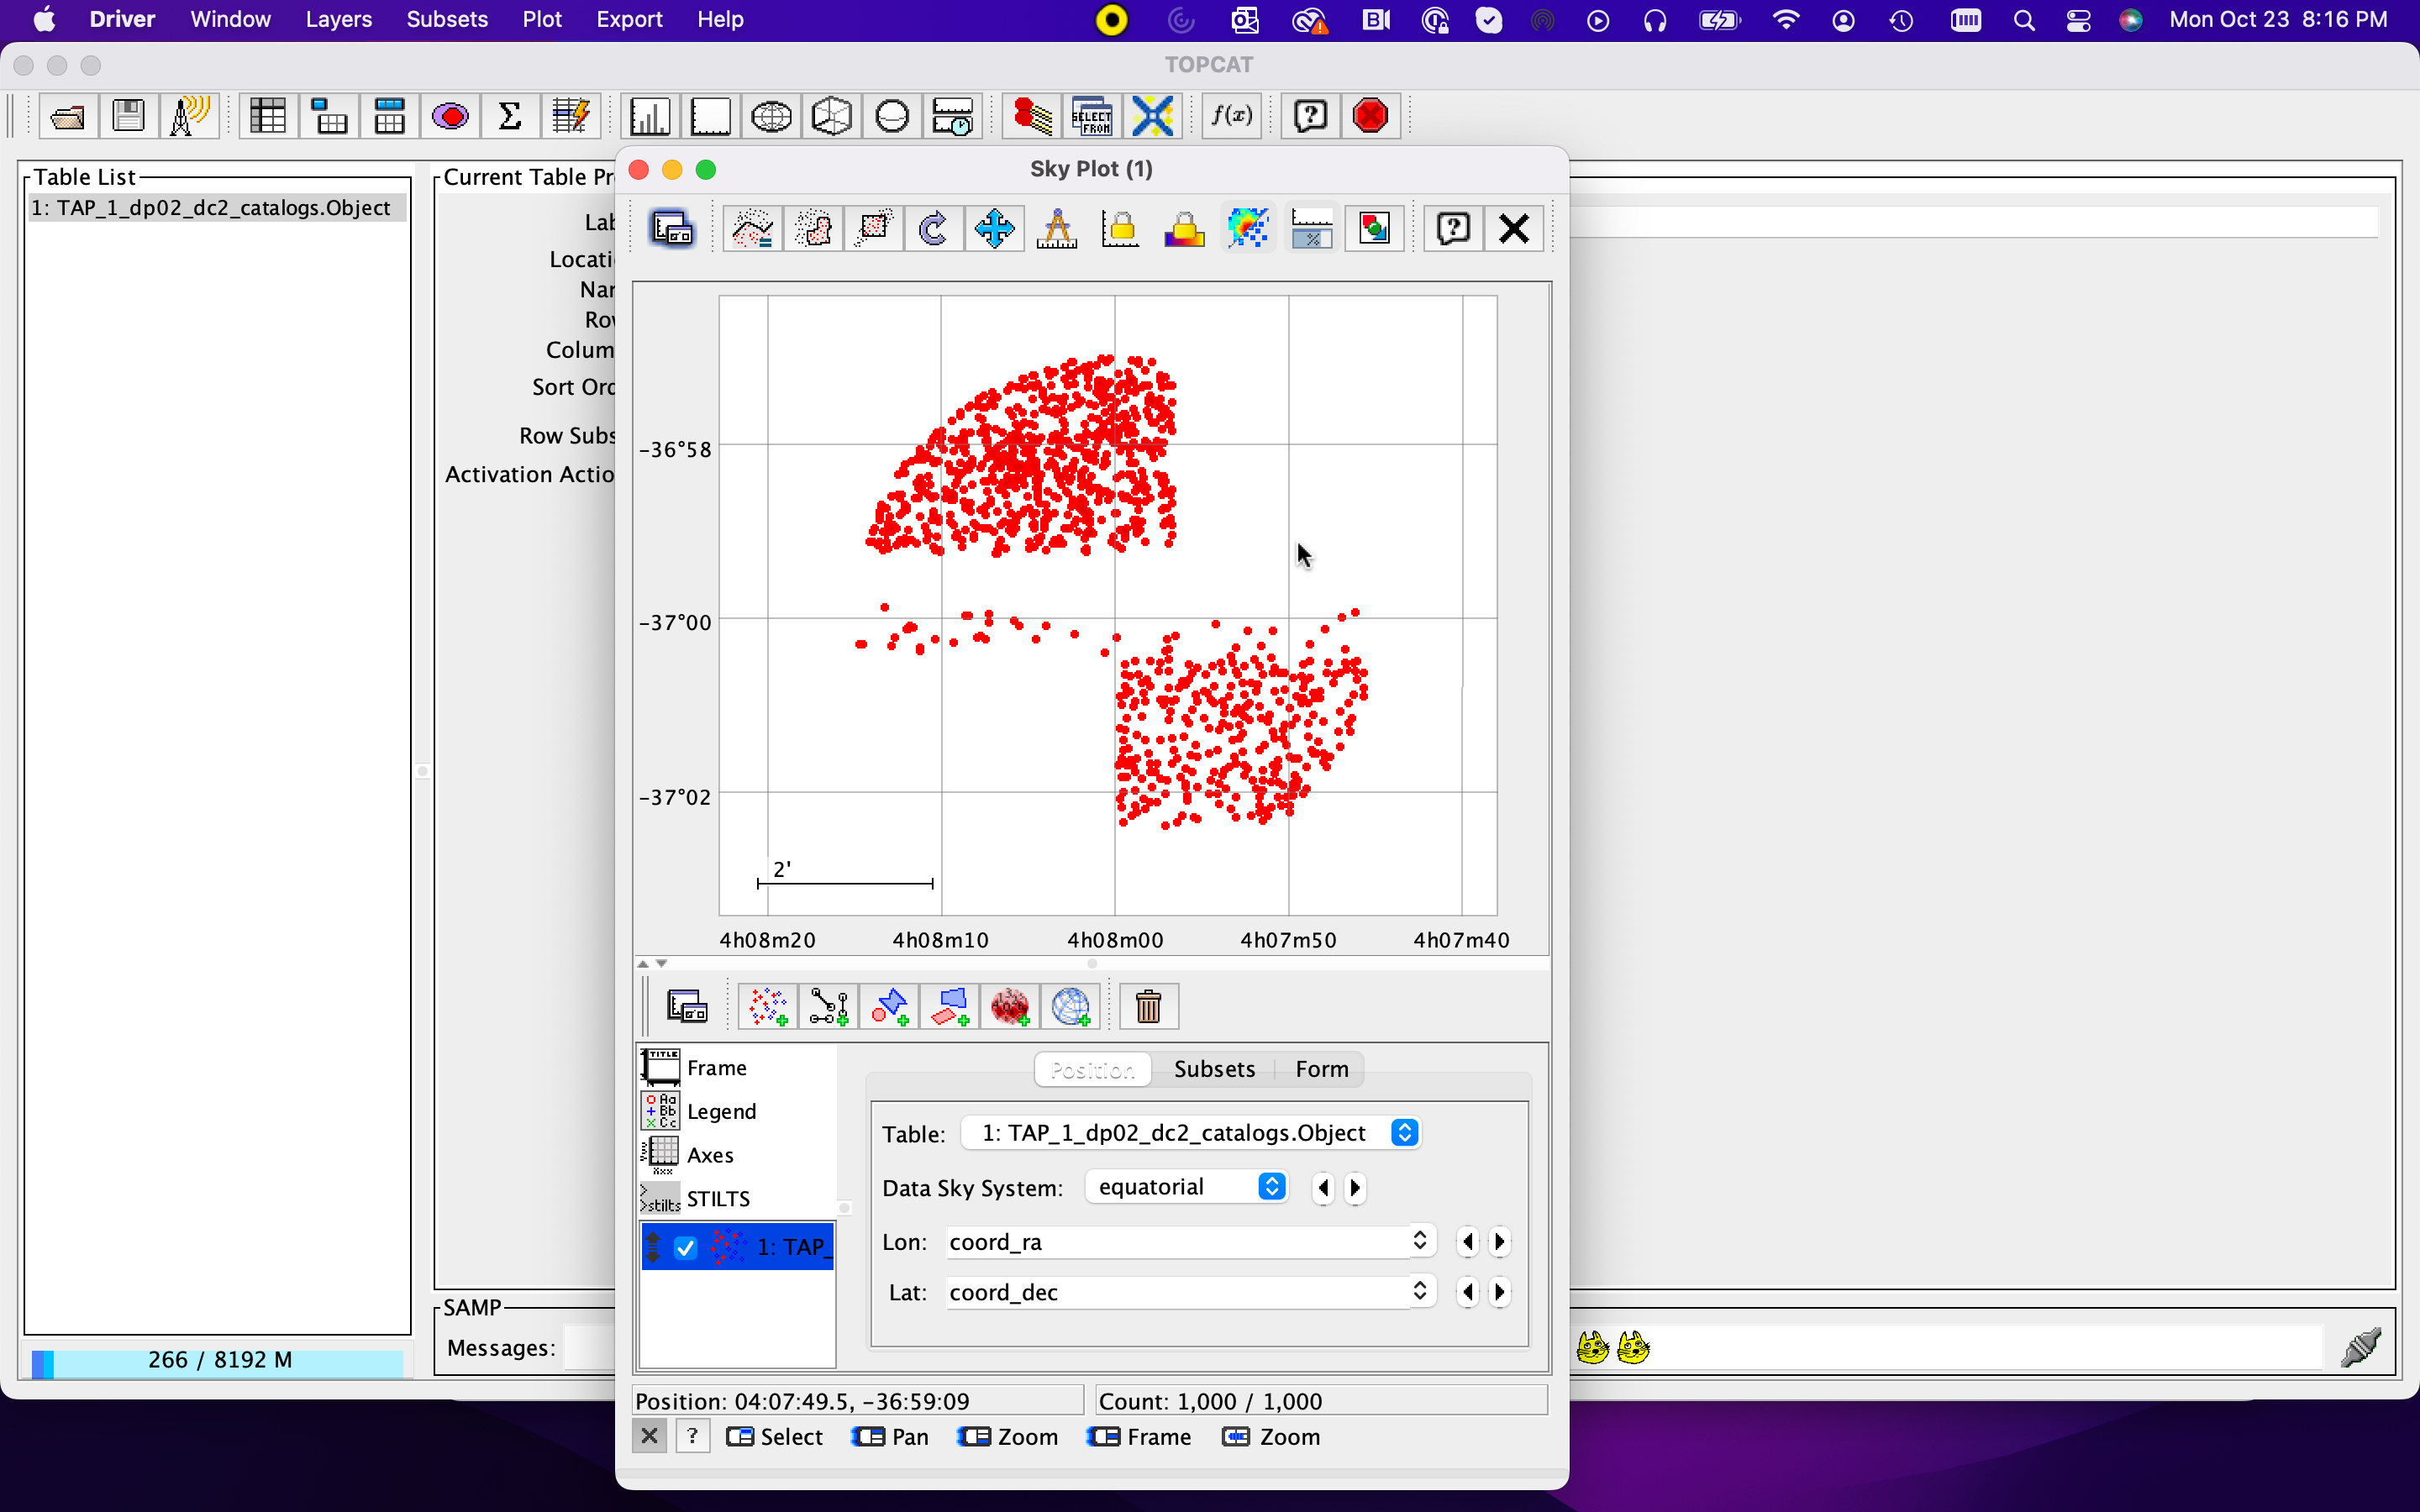 Driver Window Layers Subsets Plot Export Help Mon Oct 23 8:16 PM
TOPCAT
SELECT FROM
f(x)
Table List
1: TAP_1_dp02_dc2_catalogs.Object
Current Table Pr
Lab
Locati
Nar
Rov
Colum
Sort Ord
Row Subs
Activation Actio
Sky Plot (1)
-36°58
-37°00
-37°02
2'
4h08m20 4h08m10 4h08m00 4h07m50 4h07m40
Frame
Legend
Axes
STILTS
1: TAP_
Position Subsets Form
Table: 1: TAP_1_dp02_dc2_catalogs.Object
Data Sky System: equatorial
Lon: coord_ra
Lat: coord_dec
SAMP
Messages:
266 / 8192 M
Position: 04:07:49.5, -36:59:09 Count: 1,000 / 1,000
Select Pan Zoom Frame Zoom